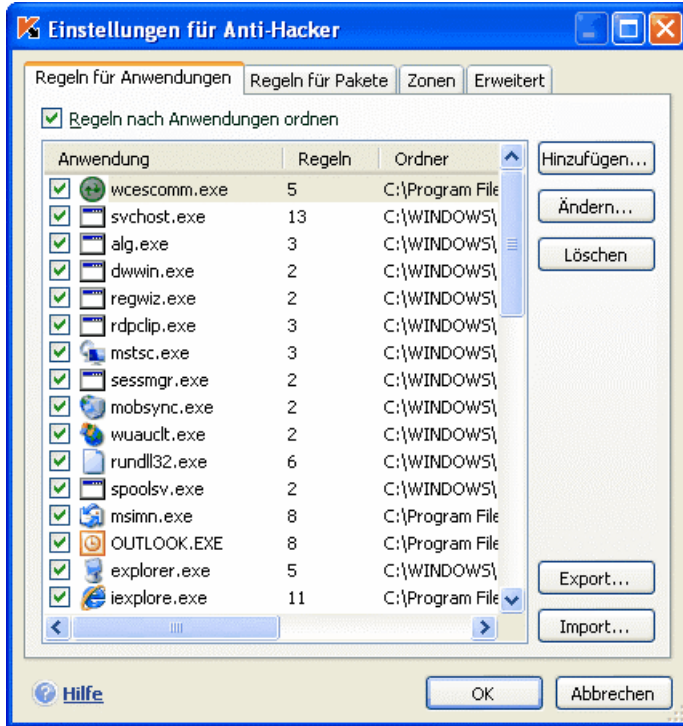 Einstellungen für Anti-Hacker
Regeln für Anwendungen Regeln für Pakete Zonen Erweitert
Regeln nach Anwendungen ordnen
Anwendung Regeln Ordner Hinzufügen...
wcescomm.exe 5 C:\Program File
svchost.exe 13 C:\WINDOWS\ Ändern...
alg.exe 3 C:\WINDOWS\ Löschen
dwwin.exe 2 C:\WINDOWS\
regwiz.exe 2 C:\WINDOWS\
rdpclip.exe 3 C:\WINDOWS\
mstsc.exe 3 C:\WINDOWS\
sessmgr.exe 2 C:\WINDOWS\
mobsync.exe 2 C:\WINDOWS\
wuauclt.exe 2 C:\WINDOWS\
rundll32.exe 6 C:\WINDOWS\
spoolsv.exe 2 C:\WINDOWS\
msimn.exe 8 C:\Program File
OUTLOOK.EXE 8 C:\Program File
explorer.exe 5 C:\WINDOWS\ Export...
iexplore.exe 11 C:\Program File
Import...
Hilfe OK Abbrechen